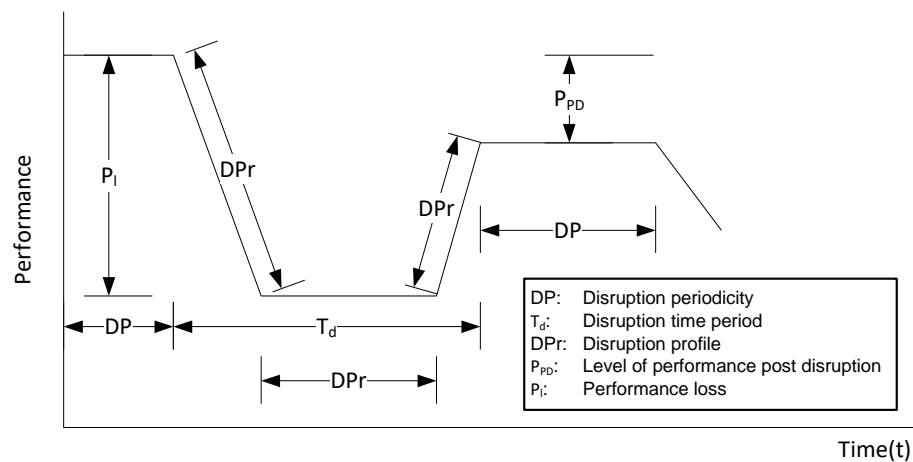 Performance
P_l
DPr
DPr
P_PD
DP
DP
T_d
DPr
DP: Disruption periodicity
T_d: Disruption time period
DPr: Disruption profile
P_PD: Level of performance post disruption
P_l: Performance loss
Time(t)